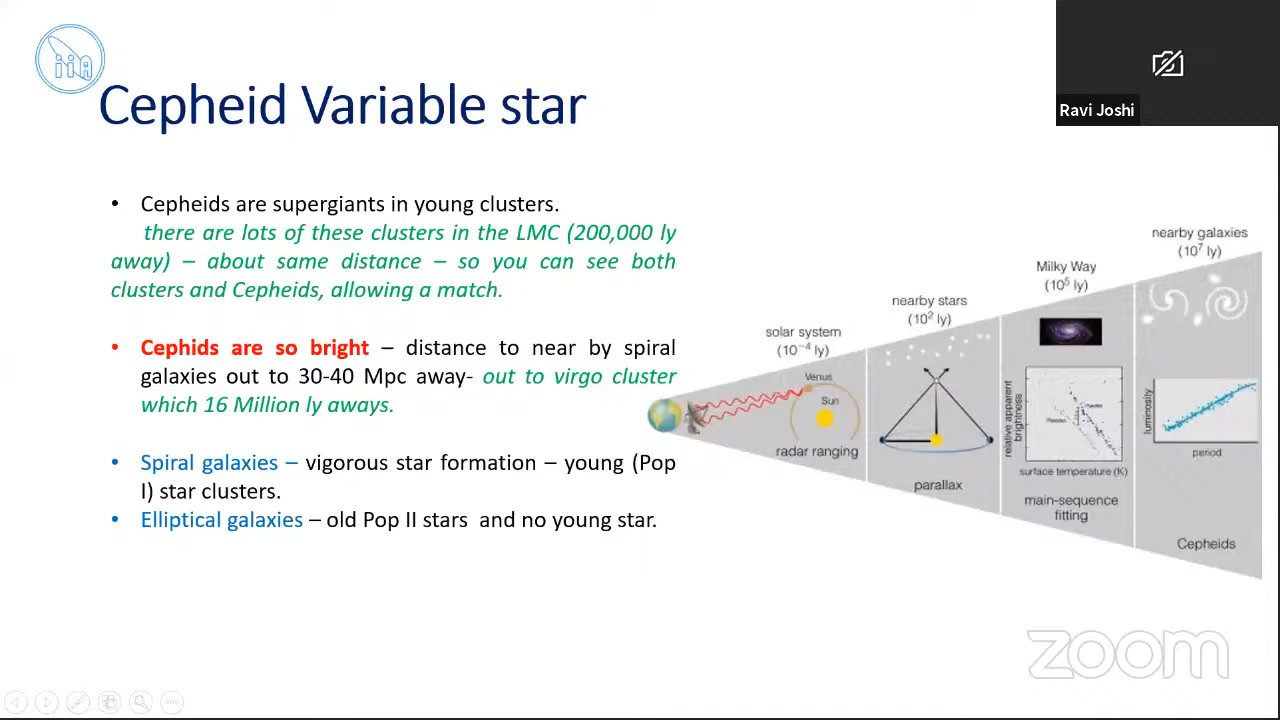 iiA
Cepheid Variable star
Ravi Joshi
• Cepheids are supergiants in young clusters.
there are lots of these clusters in the LMC (200,000 ly
away) – about same distance – so you can see both
clusters and Cepheids, allowing a match.
• Cephids are so bright – distance to near by spiral
galaxies out to 30-40 Mpc away- out to virgo cluster
which 16 Million ly aways.
• Spiral galaxies – vigorous star formation – young (Pop
I) star clusters.
• Elliptical galaxies – old Pop II stars and no young star.
solar system
(10⁻⁴ ly)
Venus
Sun
radar ranging
nearby stars
(10² ly)
parallax
Milky Way
(10⁵ ly)
relative apparent
brightness
surface temperature (K)
main-sequence
fitting
nearby galaxies
(10⁷ ly)
luminosity
period
Cepheids
zoom